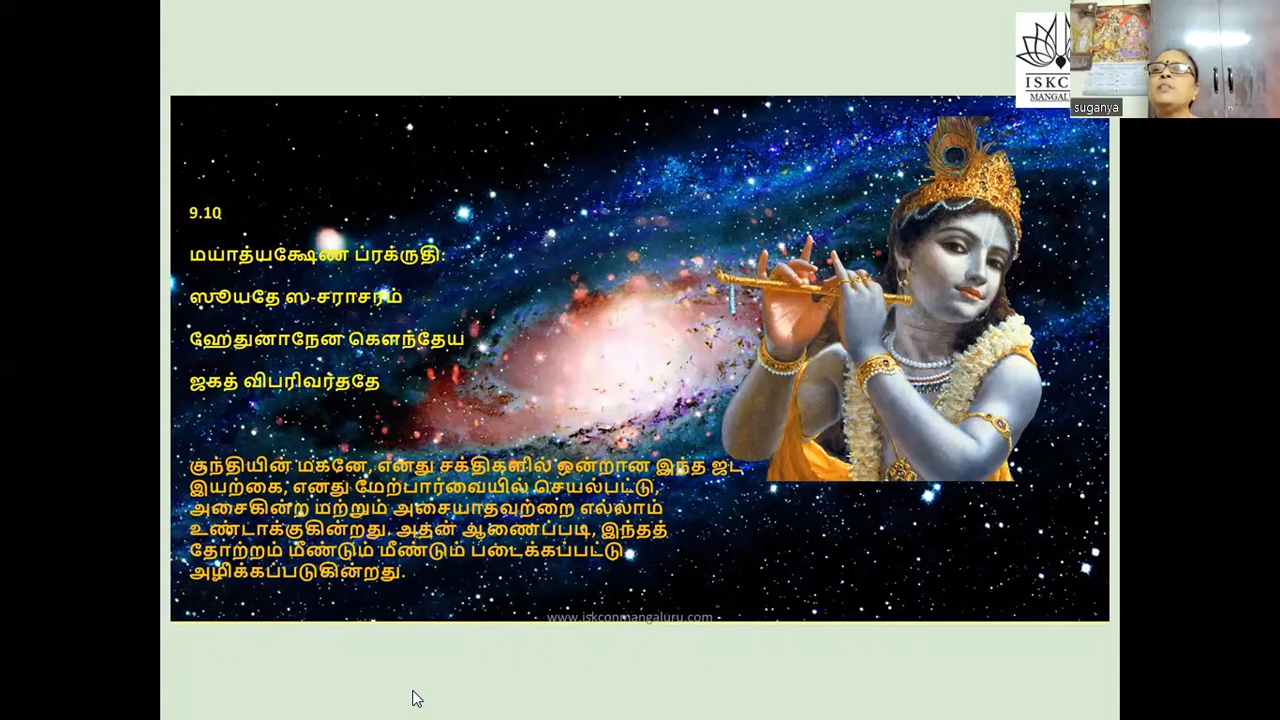 ISKC
MANGAL
suganya
9.10
மயாத்யக்ஷேண ப்ரக்ருதி:
ஸூயதே ஸ-சராசரம்
ஹேதுனாநேன கௌந்தேய
ஜகத் விபரிவர்ததே
குந்தியின் மகனே, எனது சக்திகளில் ஒன்றான இந்த ஜட
இயற்கை, எனது மேற்பார்வையில் செயல்பட்டு,
அசைகின்ற மற்றும் அசையாதவற்றை எல்லாம்
உண்டாக்குகின்றது. அதன் ஆணைப்படி, இந்தத்
தோற்றம் மீண்டும் மீண்டும் படைக்கப்பட்டு
அழிக்கப்படுகின்றது.
www.iskconmangaluru.com